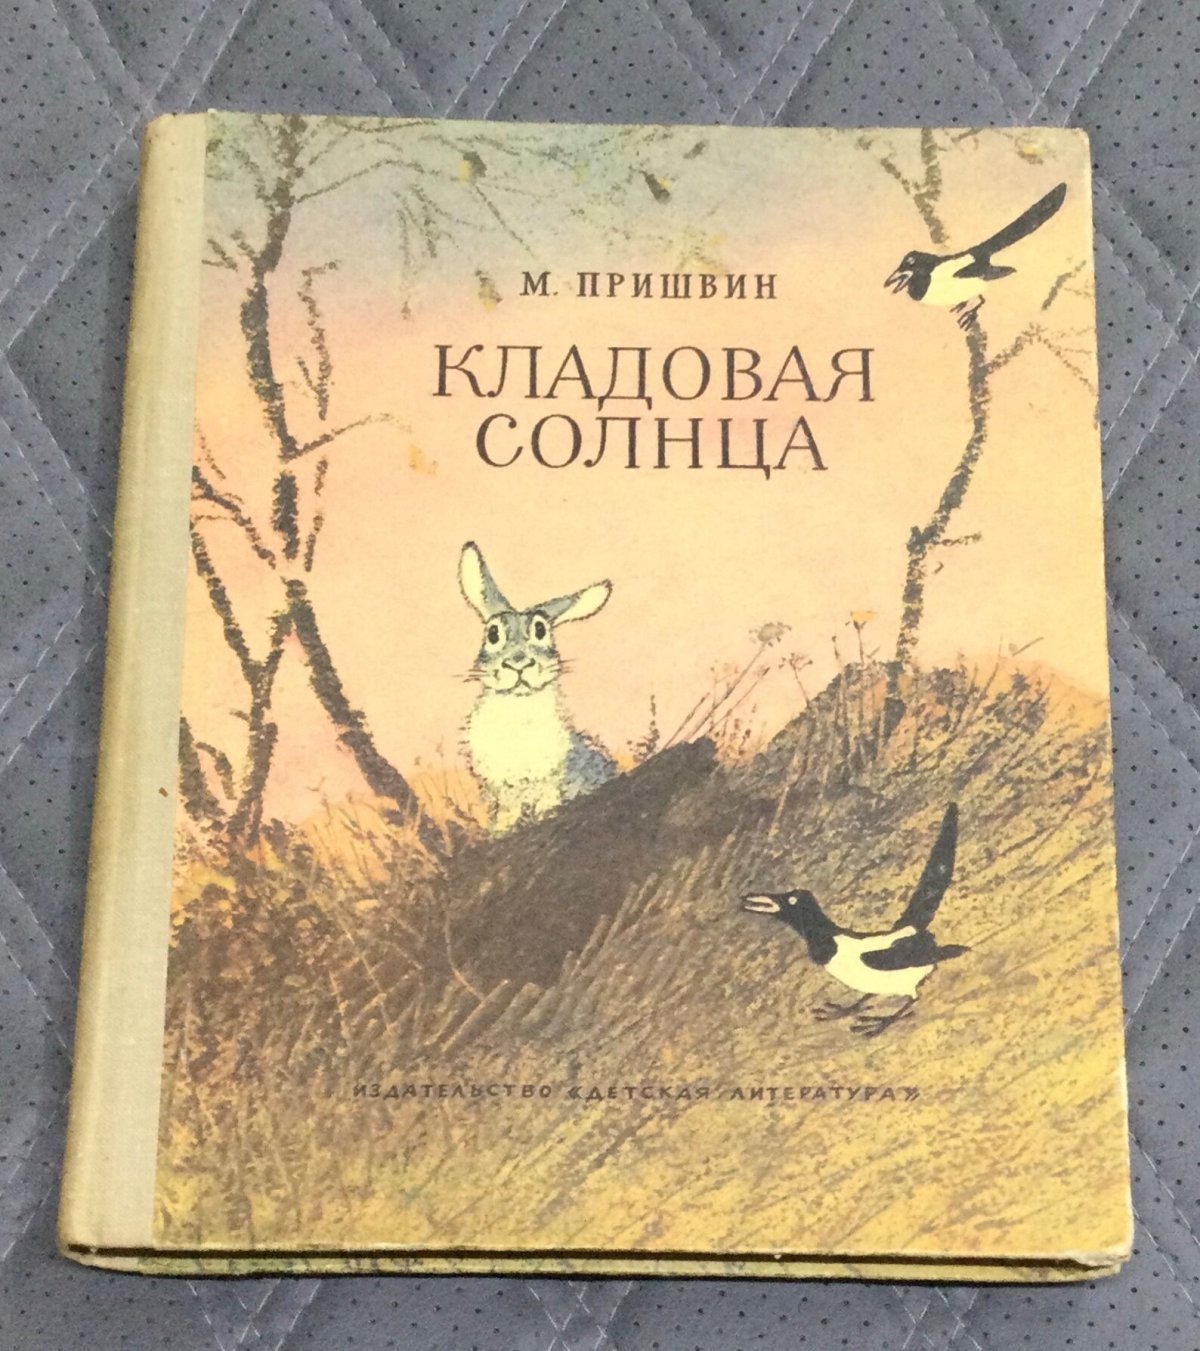 М. ПРИШВИН
КЛАДОВАЯ
СОЛНЦА
ИЗДАТЕЛЬСТВО «ДЕТСКАЯ ЛИТЕРАТУРА»